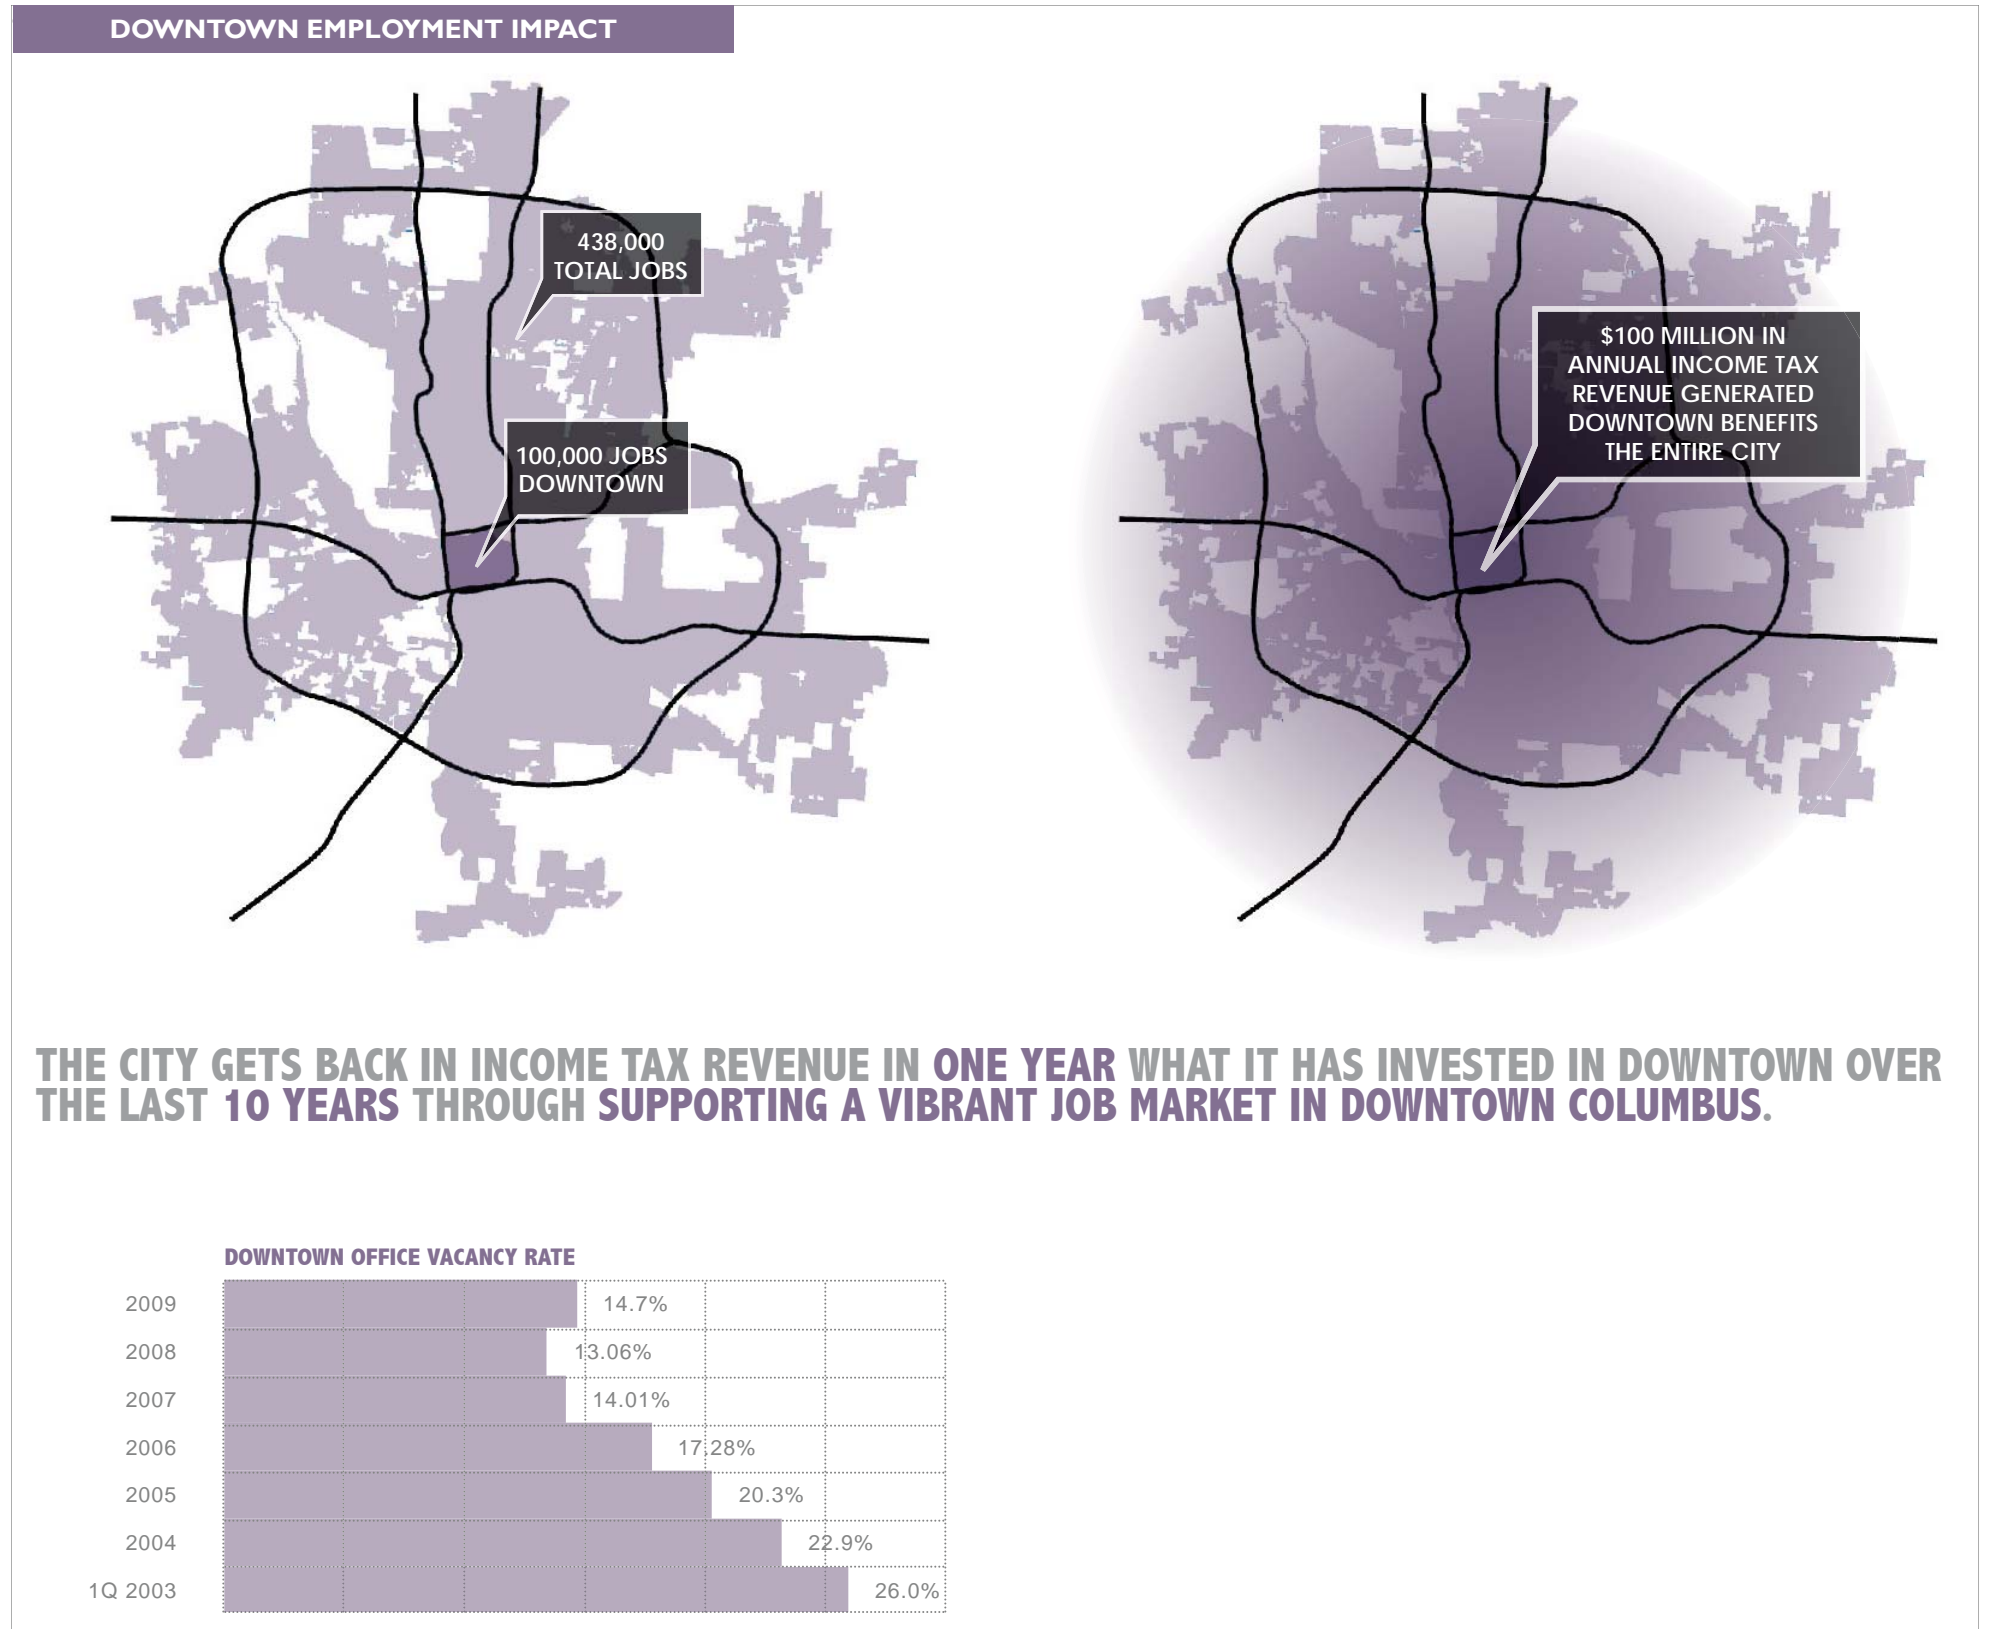 DOWNTOWN EMPLOYMENT IMPACT
438,000
TOTAL JOBS
100,000 JOBS
DOWNTOWN
$100 MILLION IN
ANNUAL INCOME TAX
REVENUE GENERATED
DOWNTOWN BENEFITS
THE ENTIRE CITY
THE CITY GETS BACK IN INCOME TAX REVENUE IN ONE YEAR WHAT IT HAS INVESTED IN DOWNTOWN OVER
THE LAST 10 YEARS THROUGH SUPPORTING A VIBRANT JOB MARKET IN DOWNTOWN COLUMBUS.
DOWNTOWN OFFICE VACANCY RATE
2009 14.7%
2008 13.06%
2007 14.01%
2006 17.28%
2005 20.3%
2004 22.9%
1Q 2003 26.0%